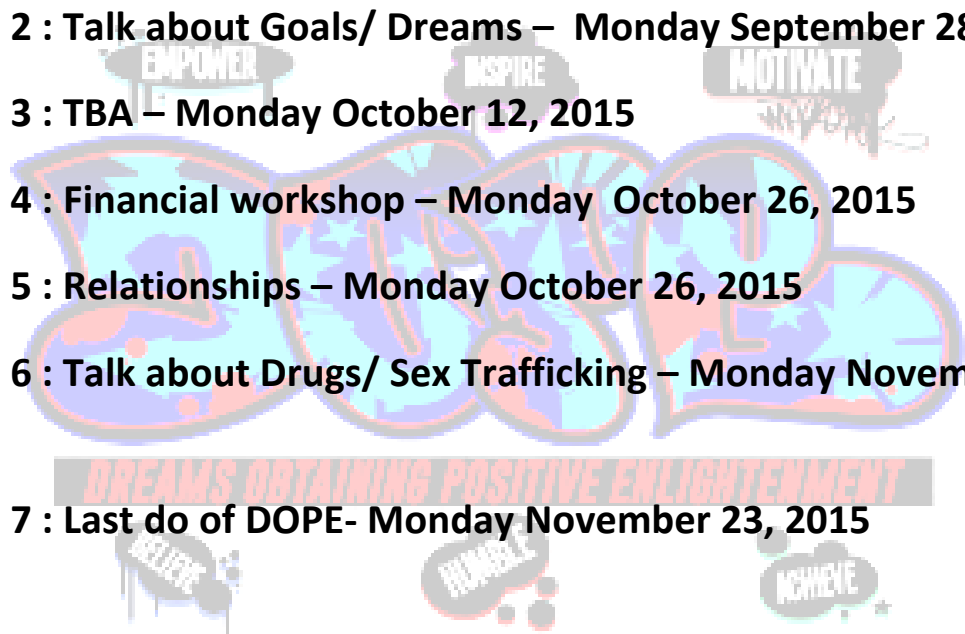 2 : Talk about Goals/ Dreams –  Monday September 28
EMPOWER
INSPIRE
MOTIVATE
3 : TBA – Monday October 12, 2015
4 : Financial workshop – Monday  October 26, 2015
5 : Relationships – Monday October 26, 2015
6 : Talk about Drugs/ Sex Trafficking – Monday Novem
DREAMS OBTAINING POSITIVE ENLIGHTENMENT
7 : Last do of DOPE- Monday November 23, 2015
BELIEVE
HUMBLE
ACHIEVE